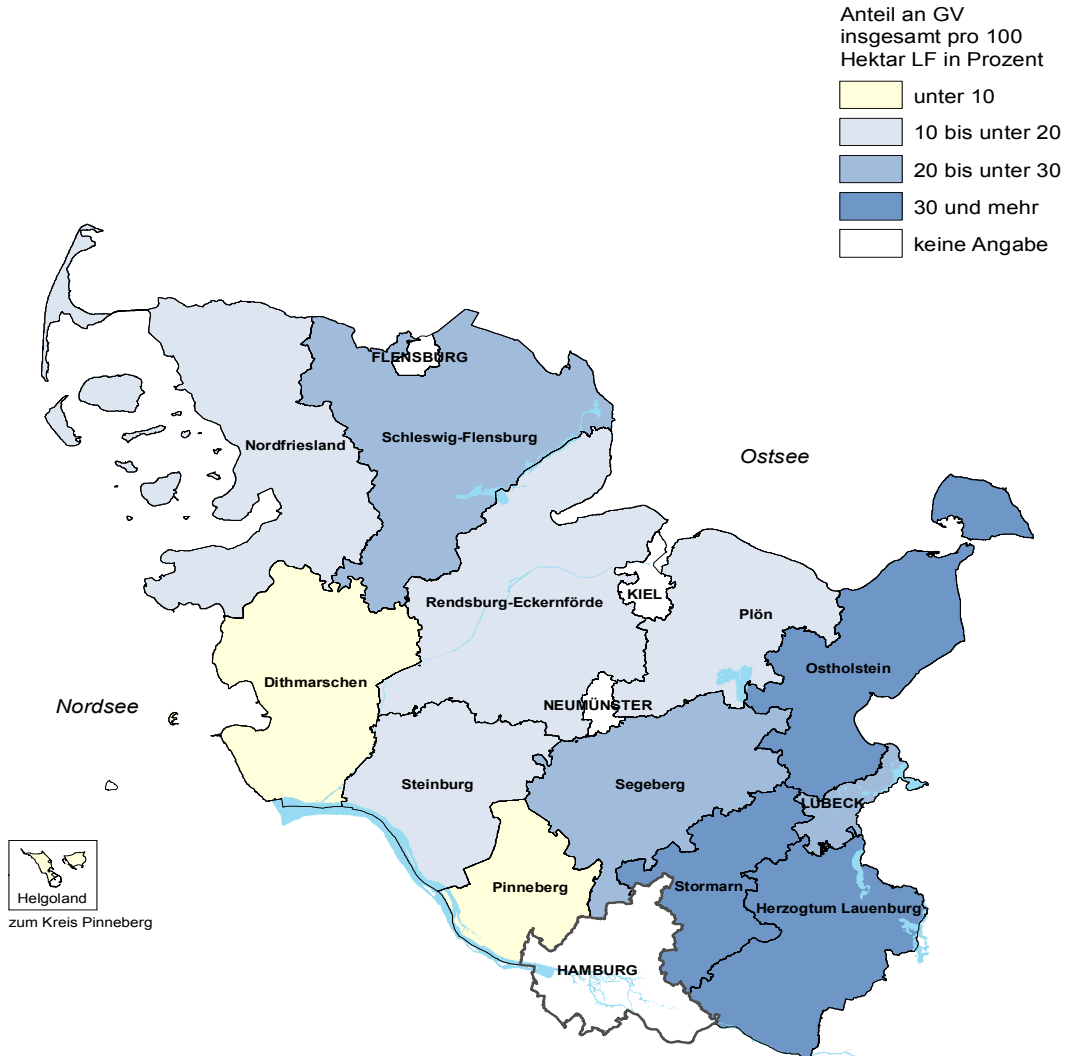 Anteil an GV
insgesamt pro 100
Hektar LF in Prozent
unter 10
10 bis unter 20
20 bis unter 30
30 und mehr
keine Angabe
FLENSBURG
Schleswig-Flensburg
Nordfriesland
Ostsee
Rendsburg-Eckernförde
KIEL
Plön
Ostholstein
Dithmarschen
Nordsee
NEUMÜNSTER
Steinburg
Segeberg
LÜBECK
Pinneberg
Stormarn
Herzogtum Lauenburg
Helgoland
zum Kreis Pinneberg
HAMBURG